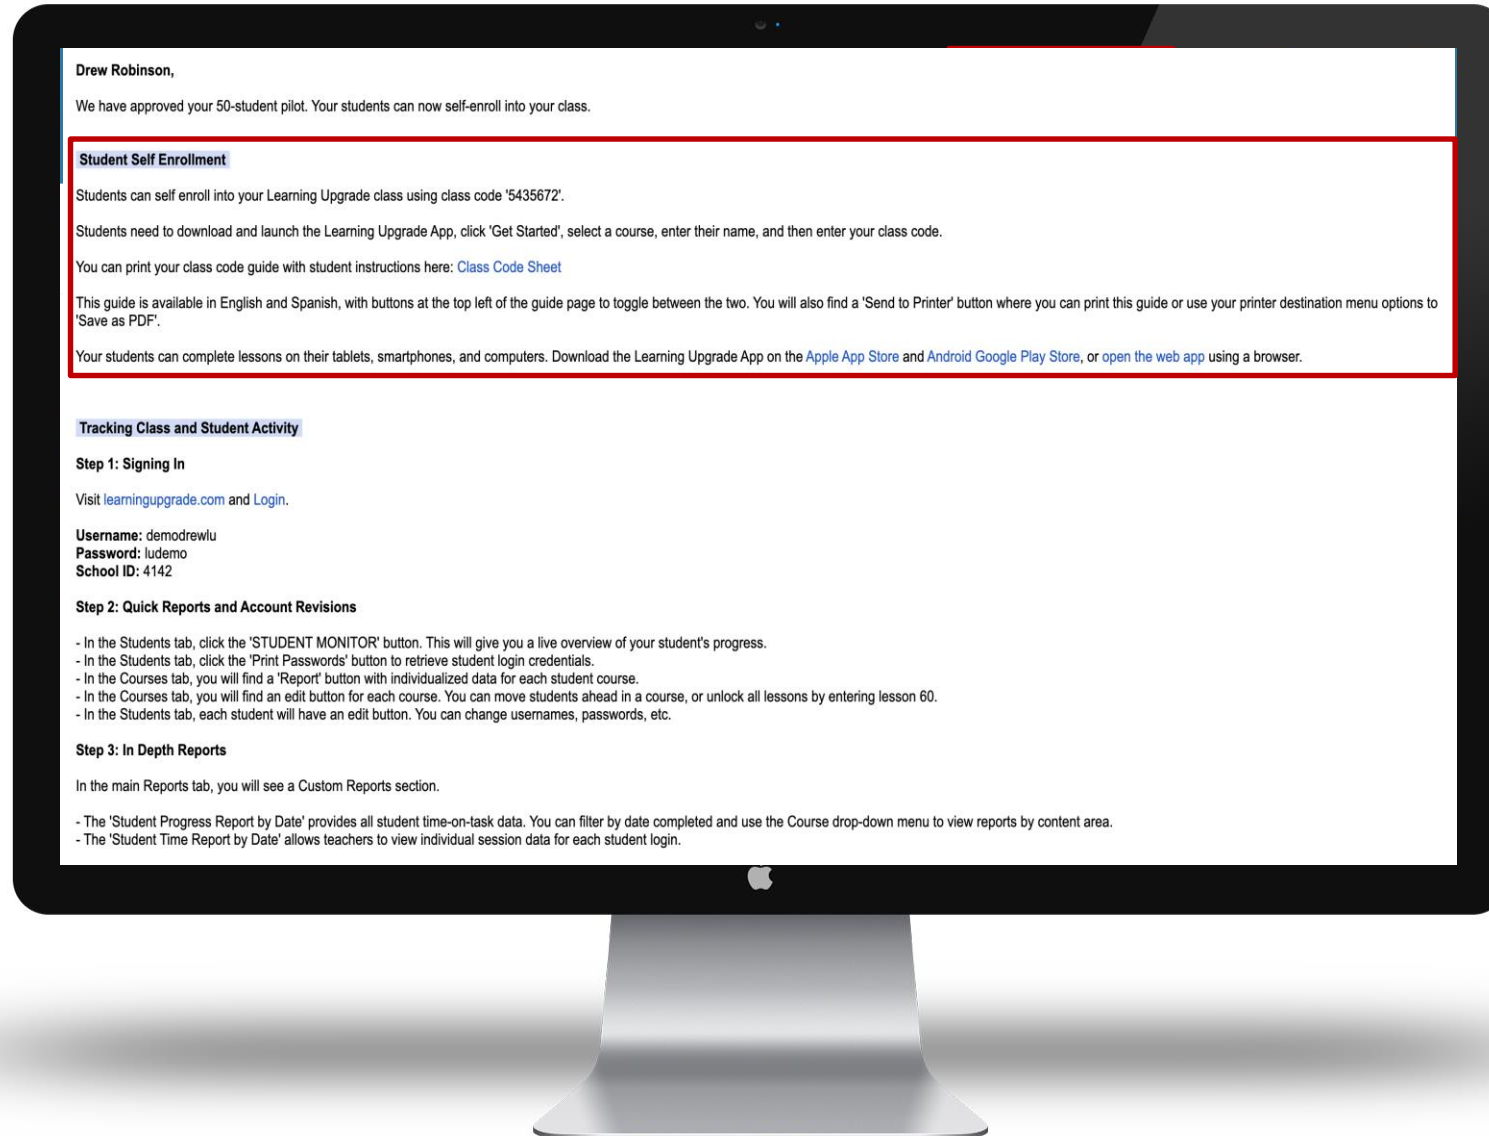 Drew Robinson,
We have approved your 50-student pilot. Your students can now self-enroll into your class.
Student Self Enrollment
Students can self enroll into your Learning Upgrade class using class code '5435672'.
Students need to download and launch the Learning Upgrade App, click 'Get Started', select a course, enter their name, and then enter your class code.
You can print your class code guide with student instructions here: Class Code Sheet
This guide is available in English and Spanish, with buttons at the top left of the guide page to toggle between the two. You will also find a 'Send to Printer' button where you can print this guide or use your printer destination menu options to
'Save as PDF'.
Your students can complete lessons on their tablets, smartphones, and computers. Download the Learning Upgrade App on the Apple App Store and Android Google Play Store, or open the web app using a browser.
Tracking Class and Student Activity
Step 1: Signing In
Visit learningupgrade.com and Login.
Username: demodrewlu
Password: ludemo
School ID: 4142
Step 2: Quick Reports and Account Revisions
- In the Students tab, click the 'STUDENT MONITOR' button. This will give you a live overview of your student's progress.
- In the Students tab, click the 'Print Passwords' button to retrieve student login credentials.
- In the Courses tab, you will find a 'Report' button with individualized data for each student course.
- In the Courses tab, you will find an edit button for each course. You can move students ahead in a course, or unlock all lessons by entering lesson 60.
- In the Students tab, each student will have an edit button. You can change usernames, passwords, etc.
Step 3: In Depth Reports
In the main Reports tab, you will see a Custom Reports section.
- The 'Student Progress Report by Date' provides all student time-on-task data. You can filter by date completed and use the Course drop-down menu to view reports by content area.
- The 'Student Time Report by Date' allows teachers to view individual session data for each student login.